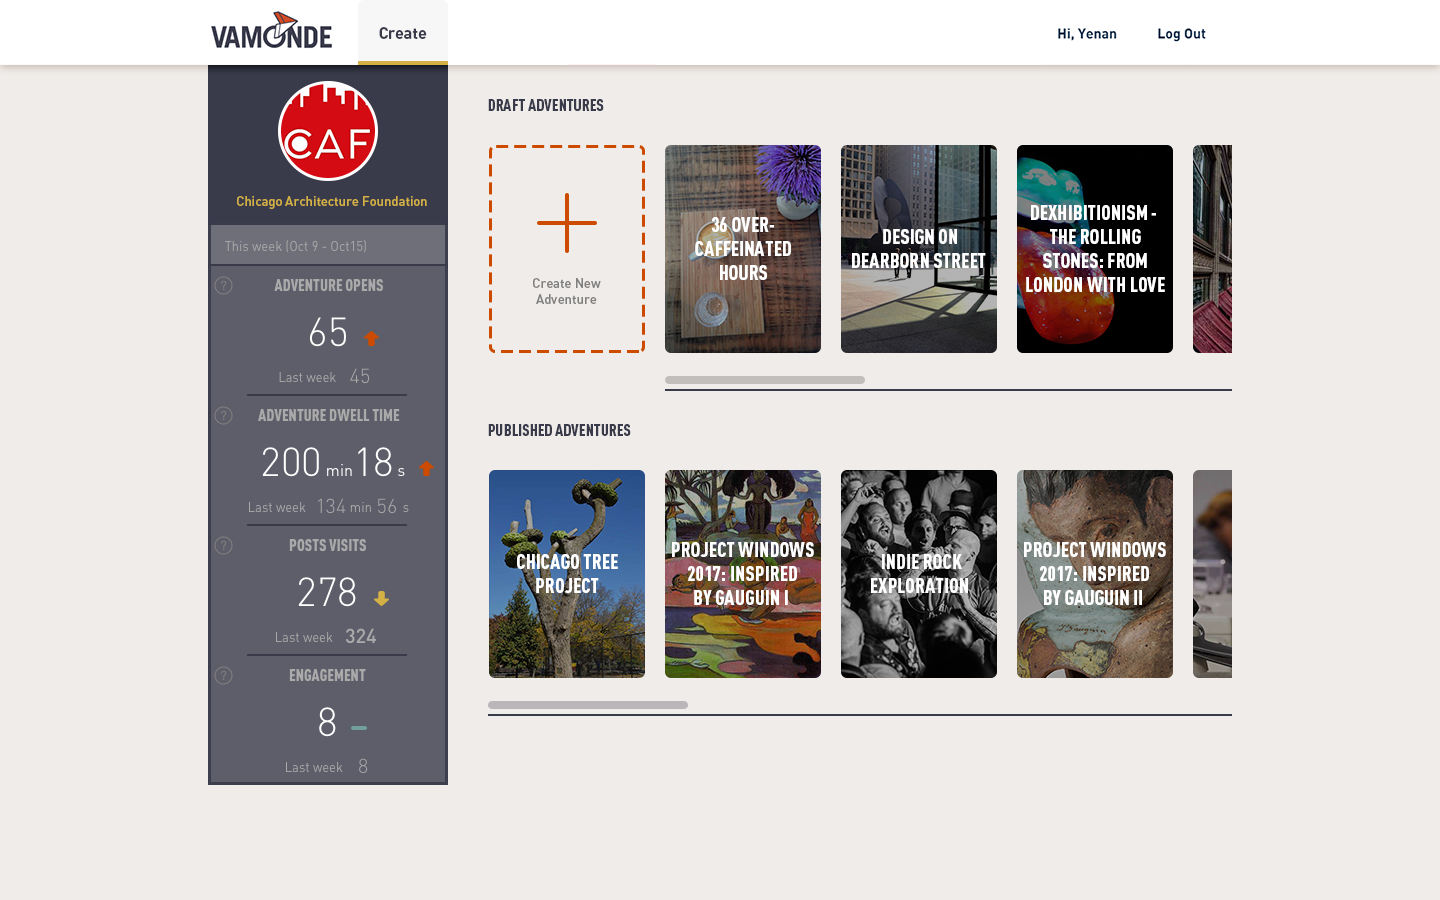 VAMONDE
Create
Hi, Yenan
Log Out
CAF
Chicago Architecture Foundation
This week (Oct 9 - Oct15)
?
ADVENTURE OPENS
65
Last week 45
?
ADVENTURE DWELL TIME
200 min 18 s
Last week 134 min 56 s
?
POSTS VISITS
278
Last week 324
?
ENGAGEMENT
8
Last week 8
DRAFT ADVENTURES
Create New
Adventure
36 OVER-
CAFFEINATED
HOURS
DESIGN ON
DEARBORN STREET
DEXHIBITIONISM -
THE ROLLING
STONES: FROM
LONDON WITH LOVE
PUBLISHED ADVENTURES
CHICAGO TREE
PROJECT
PROJECT WINDOWS
2017: INSPIRED
BY GAUGUIN I
INDIE ROCK
EXPLORATION
PROJECT WINDOWS
2017: INSPIRED
BY GAUGUIN II